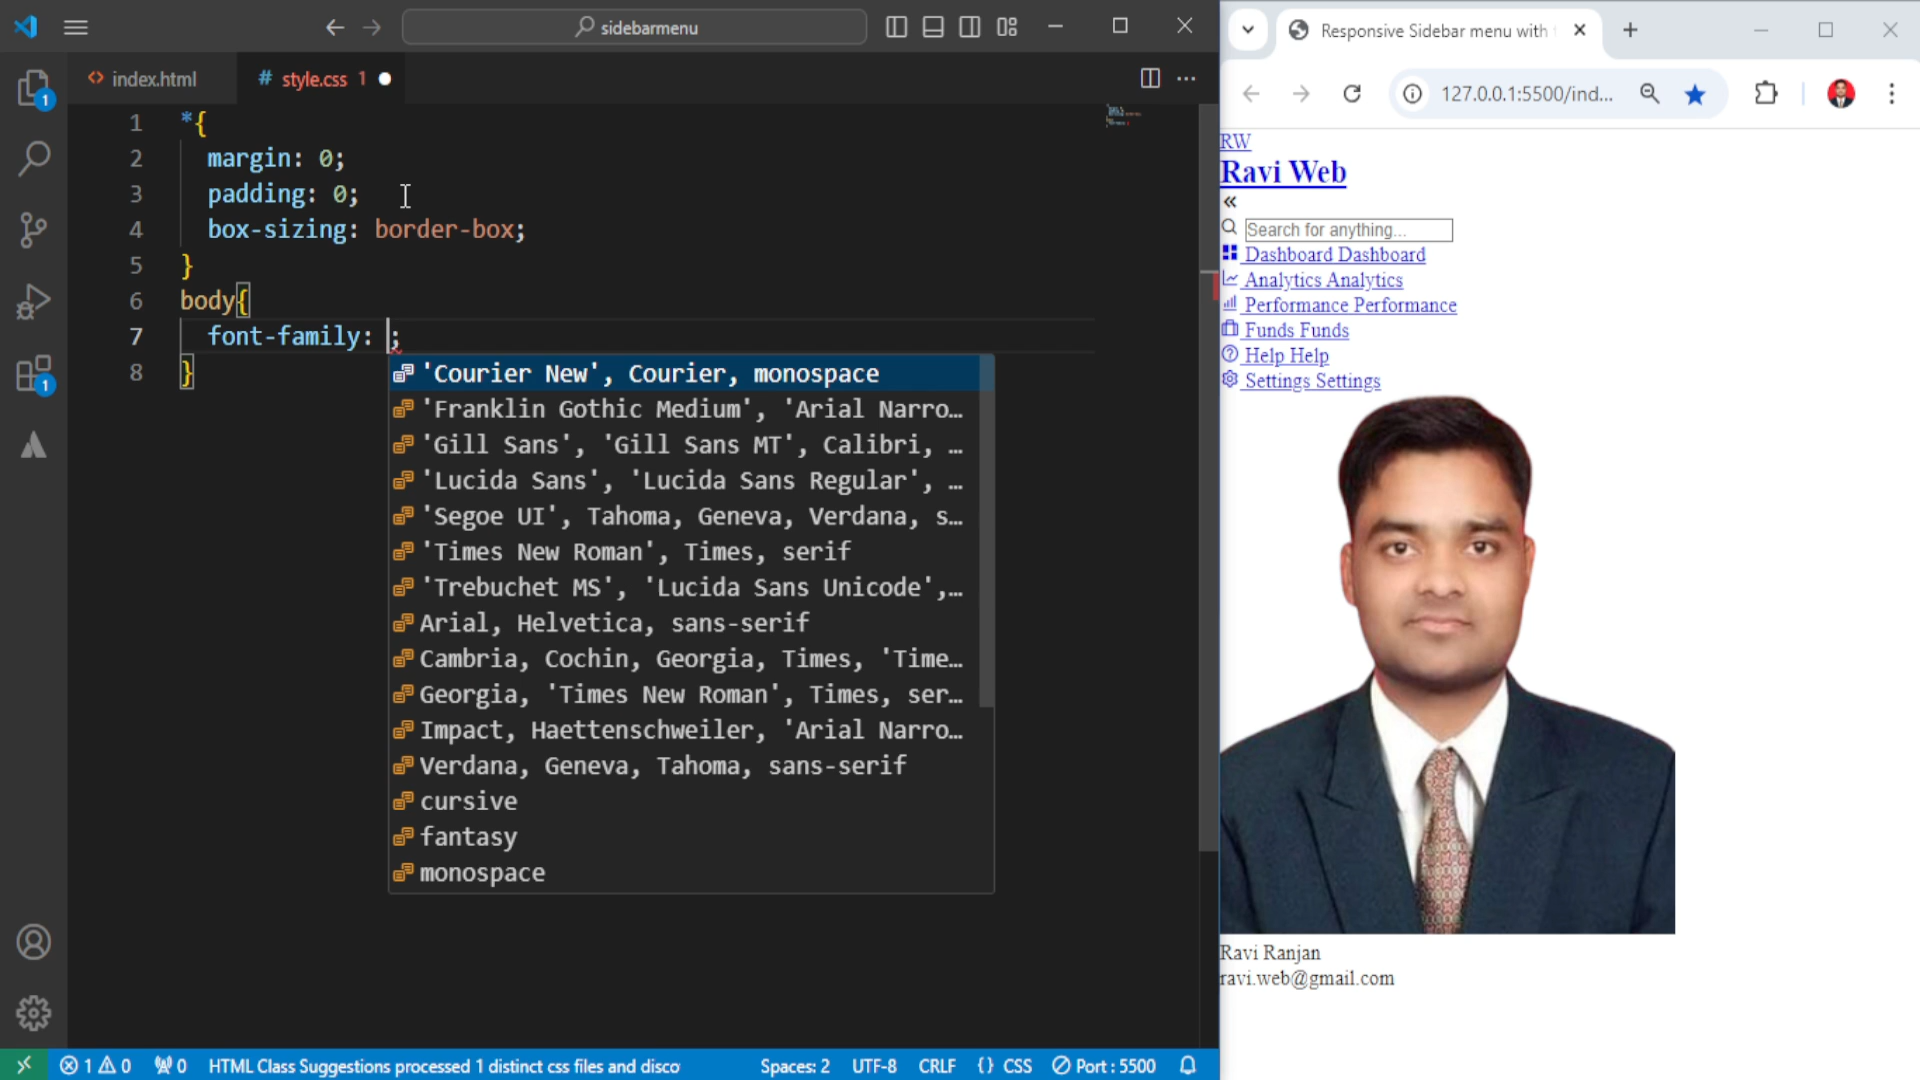 sidebarmenu
index.html
# style.css 1
1 *{
2 margin: 0;
3 padding: 0;
4 box-sizing: border-box;
5 }
6 body{
7 font-family: ;
8 }
'Courier New', Courier, monospace
'Franklin Gothic Medium', 'Arial Narro…
'Gill Sans', 'Gill Sans MT', Calibri, …
'Lucida Sans', 'Lucida Sans Regular', …
'Segoe UI', Tahoma, Geneva, Verdana, s…
'Times New Roman', Times, serif
'Trebuchet MS', 'Lucida Sans Unicode',…
Arial, Helvetica, sans-serif
Cambria, Cochin, Georgia, Times, 'Time…
Georgia, 'Times New Roman', Times, ser…
Impact, Haettenschweiler, 'Arial Narro…
Verdana, Geneva, Tahoma, sans-serif
cursive
fantasy
monospace
1
1
1 0 0 HTML Class Suggestions processed 1 distinct css files and disco Spaces: 2 UTF-8 CRLF {} CSS Port : 5500
Responsive Sidebar menu with
127.0.0.1:5500/ind...
RW
Ravi Web
Search for anything...
Dashboard Dashboard
Analytics Analytics
Performance Performance
Funds Funds
Help Help
Settings Settings
Ravi Ranjan
ravi.web@gmail.com